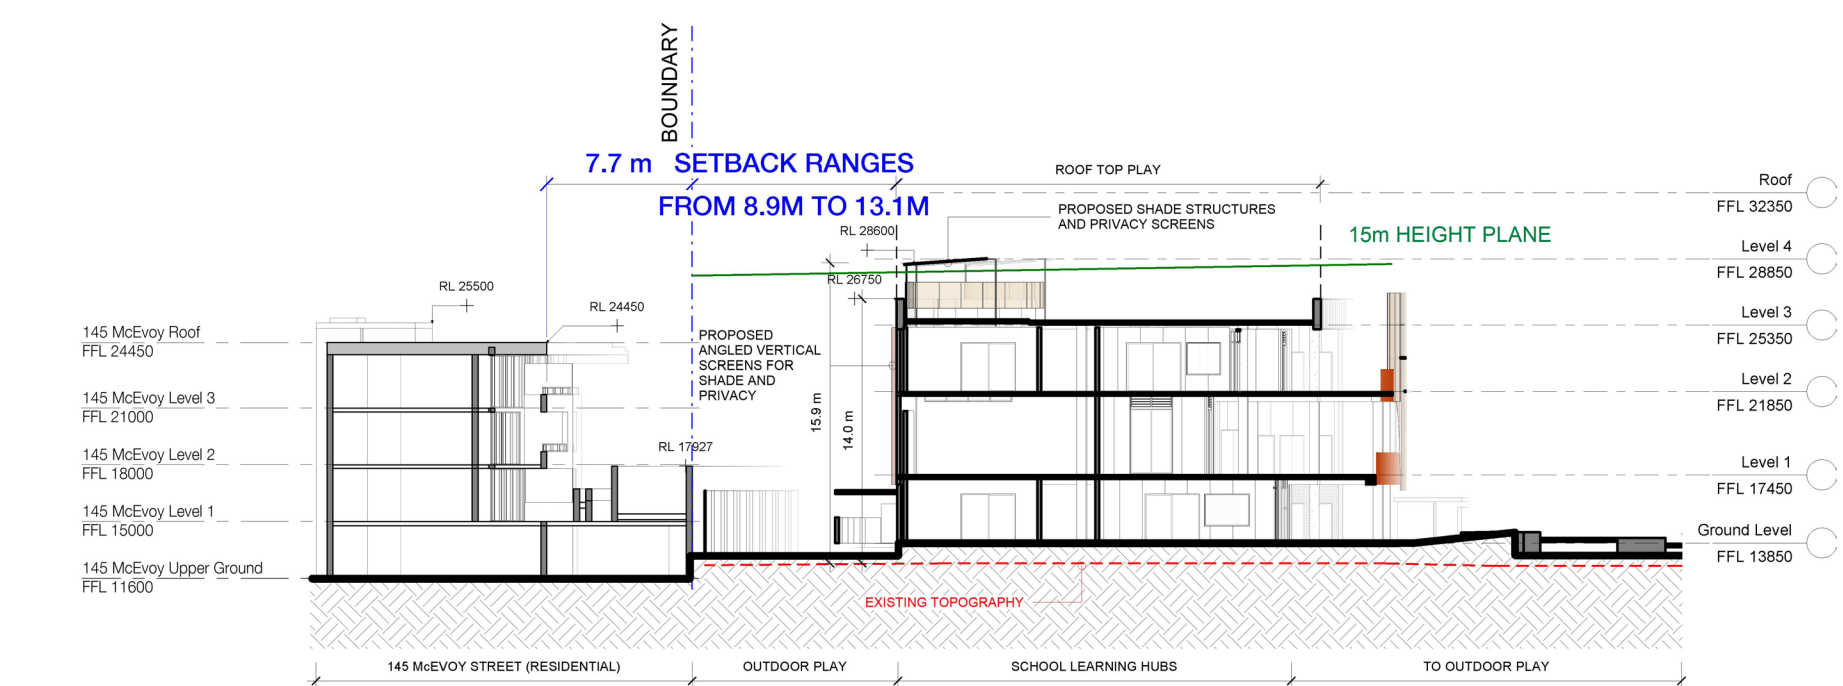 BOUNDARY
7.7 m SETBACK RANGES
FROM 8.9M TO 13.1M
ROOF TOP PLAY
PROPOSED SHADE STRUCTURES
AND PRIVACY SCREENS
15m HEIGHT PLANE
RL 28600
RL 26750
RL 25500
RL 24450
PROPOSED
ANGLED VERTICAL
SCREENS FOR
SHADE AND
PRIVACY
15.9 m
14.0 m
RL 17927
145 McEvoy Roof
FFL 24450
145 McEvoy Level 3
FFL 21000
145 McEvoy Level 2
FFL 18000
145 McEvoy Level 1
FFL 15000
145 McEvoy Upper Ground
FFL 11600
Roof
FFL 32350
Level 4
FFL 28850
Level 3
FFL 25350
Level 2
FFL 21850
Level 1
FFL 17450
Ground Level
FFL 13850
EXISTING TOPOGRAPHY
145 McEVOY STREET (RESIDENTIAL)
OUTDOOR PLAY
SCHOOL LEARNING HUBS
TO OUTDOOR PLAY